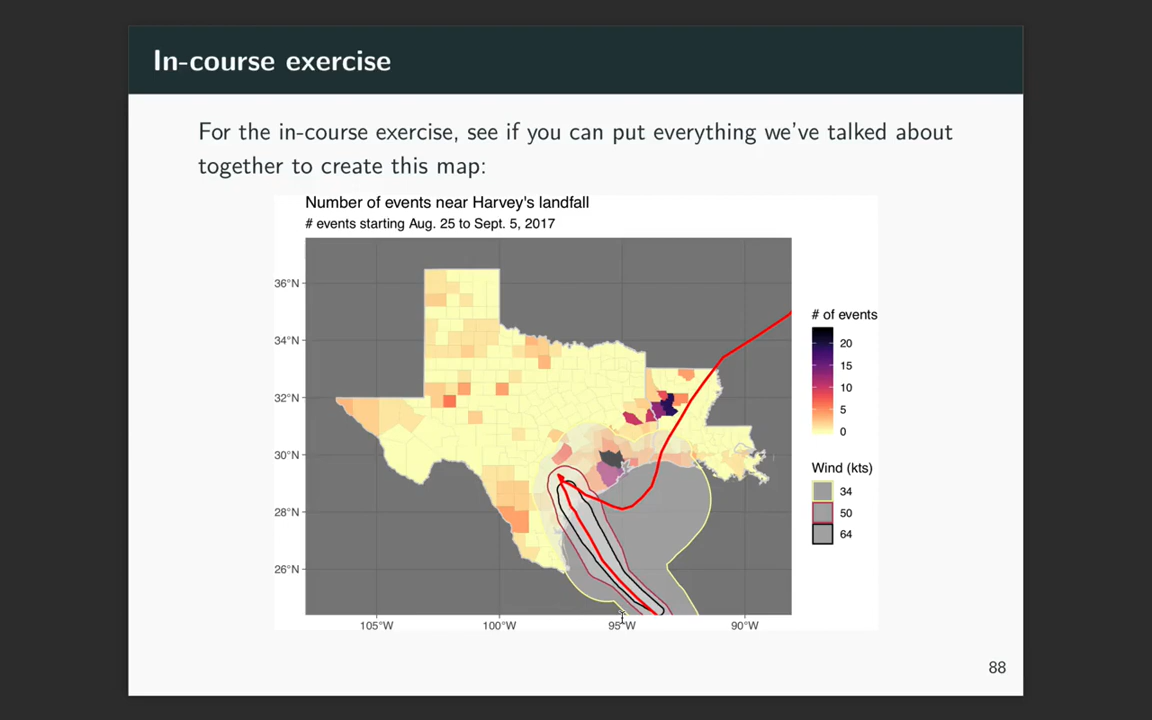 In-course exercise
For the in-course exercise, see if you can put everything we've talked about
together to create this map:
Number of events near Harvey's landfall
# events starting Aug. 25 to Sept. 5, 2017
36°N
34°N
32°N
30°N
28°N
26°N
105°W
100°W
95°W
90°W
# of events
20
15
10
5
0
Wind (kts)
34
50
64
88